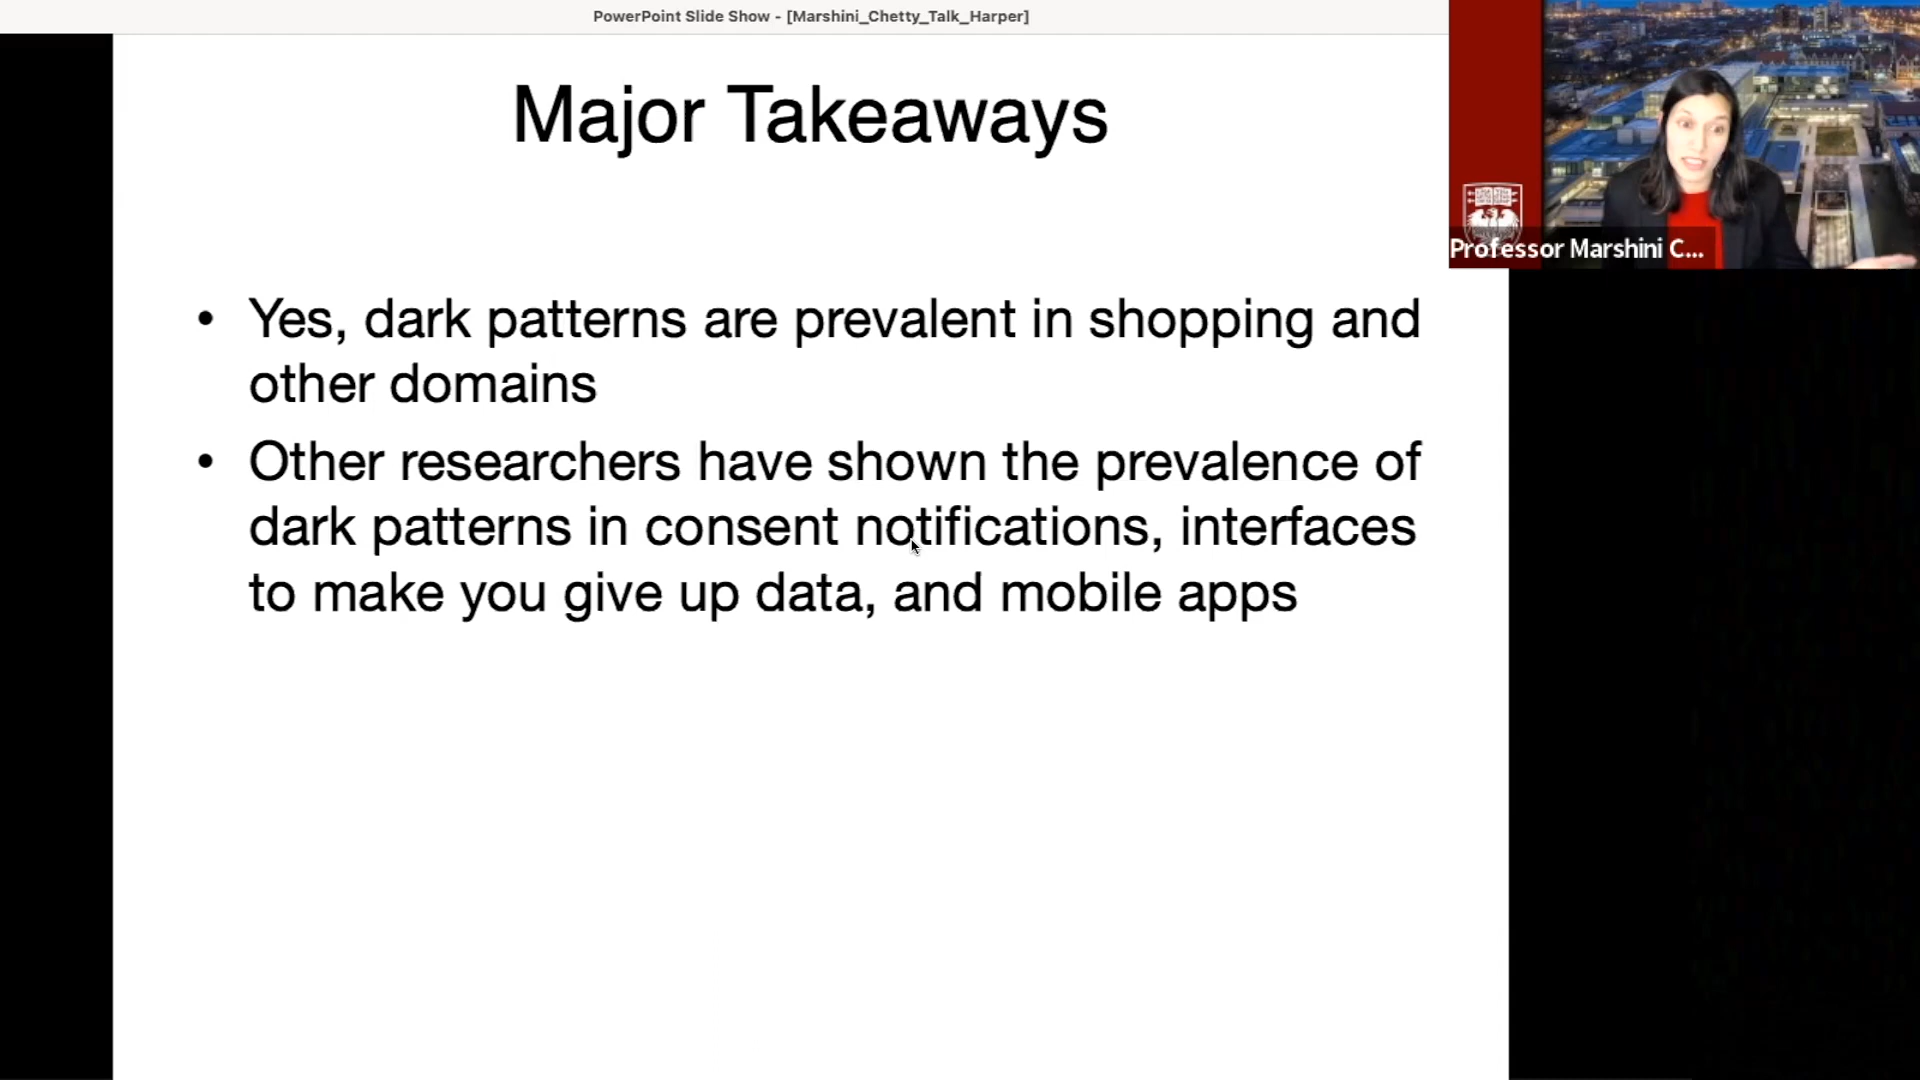 PowerPoint Slide Show - [Marshini_Chetty_Talk_Harper]
Major Takeaways
Professor Marshini C...
• Yes, dark patterns are prevalent in shopping and
other domains
• Other researchers have shown the prevalence of
dark patterns in consent notifications, interfaces
to make you give up data, and mobile apps